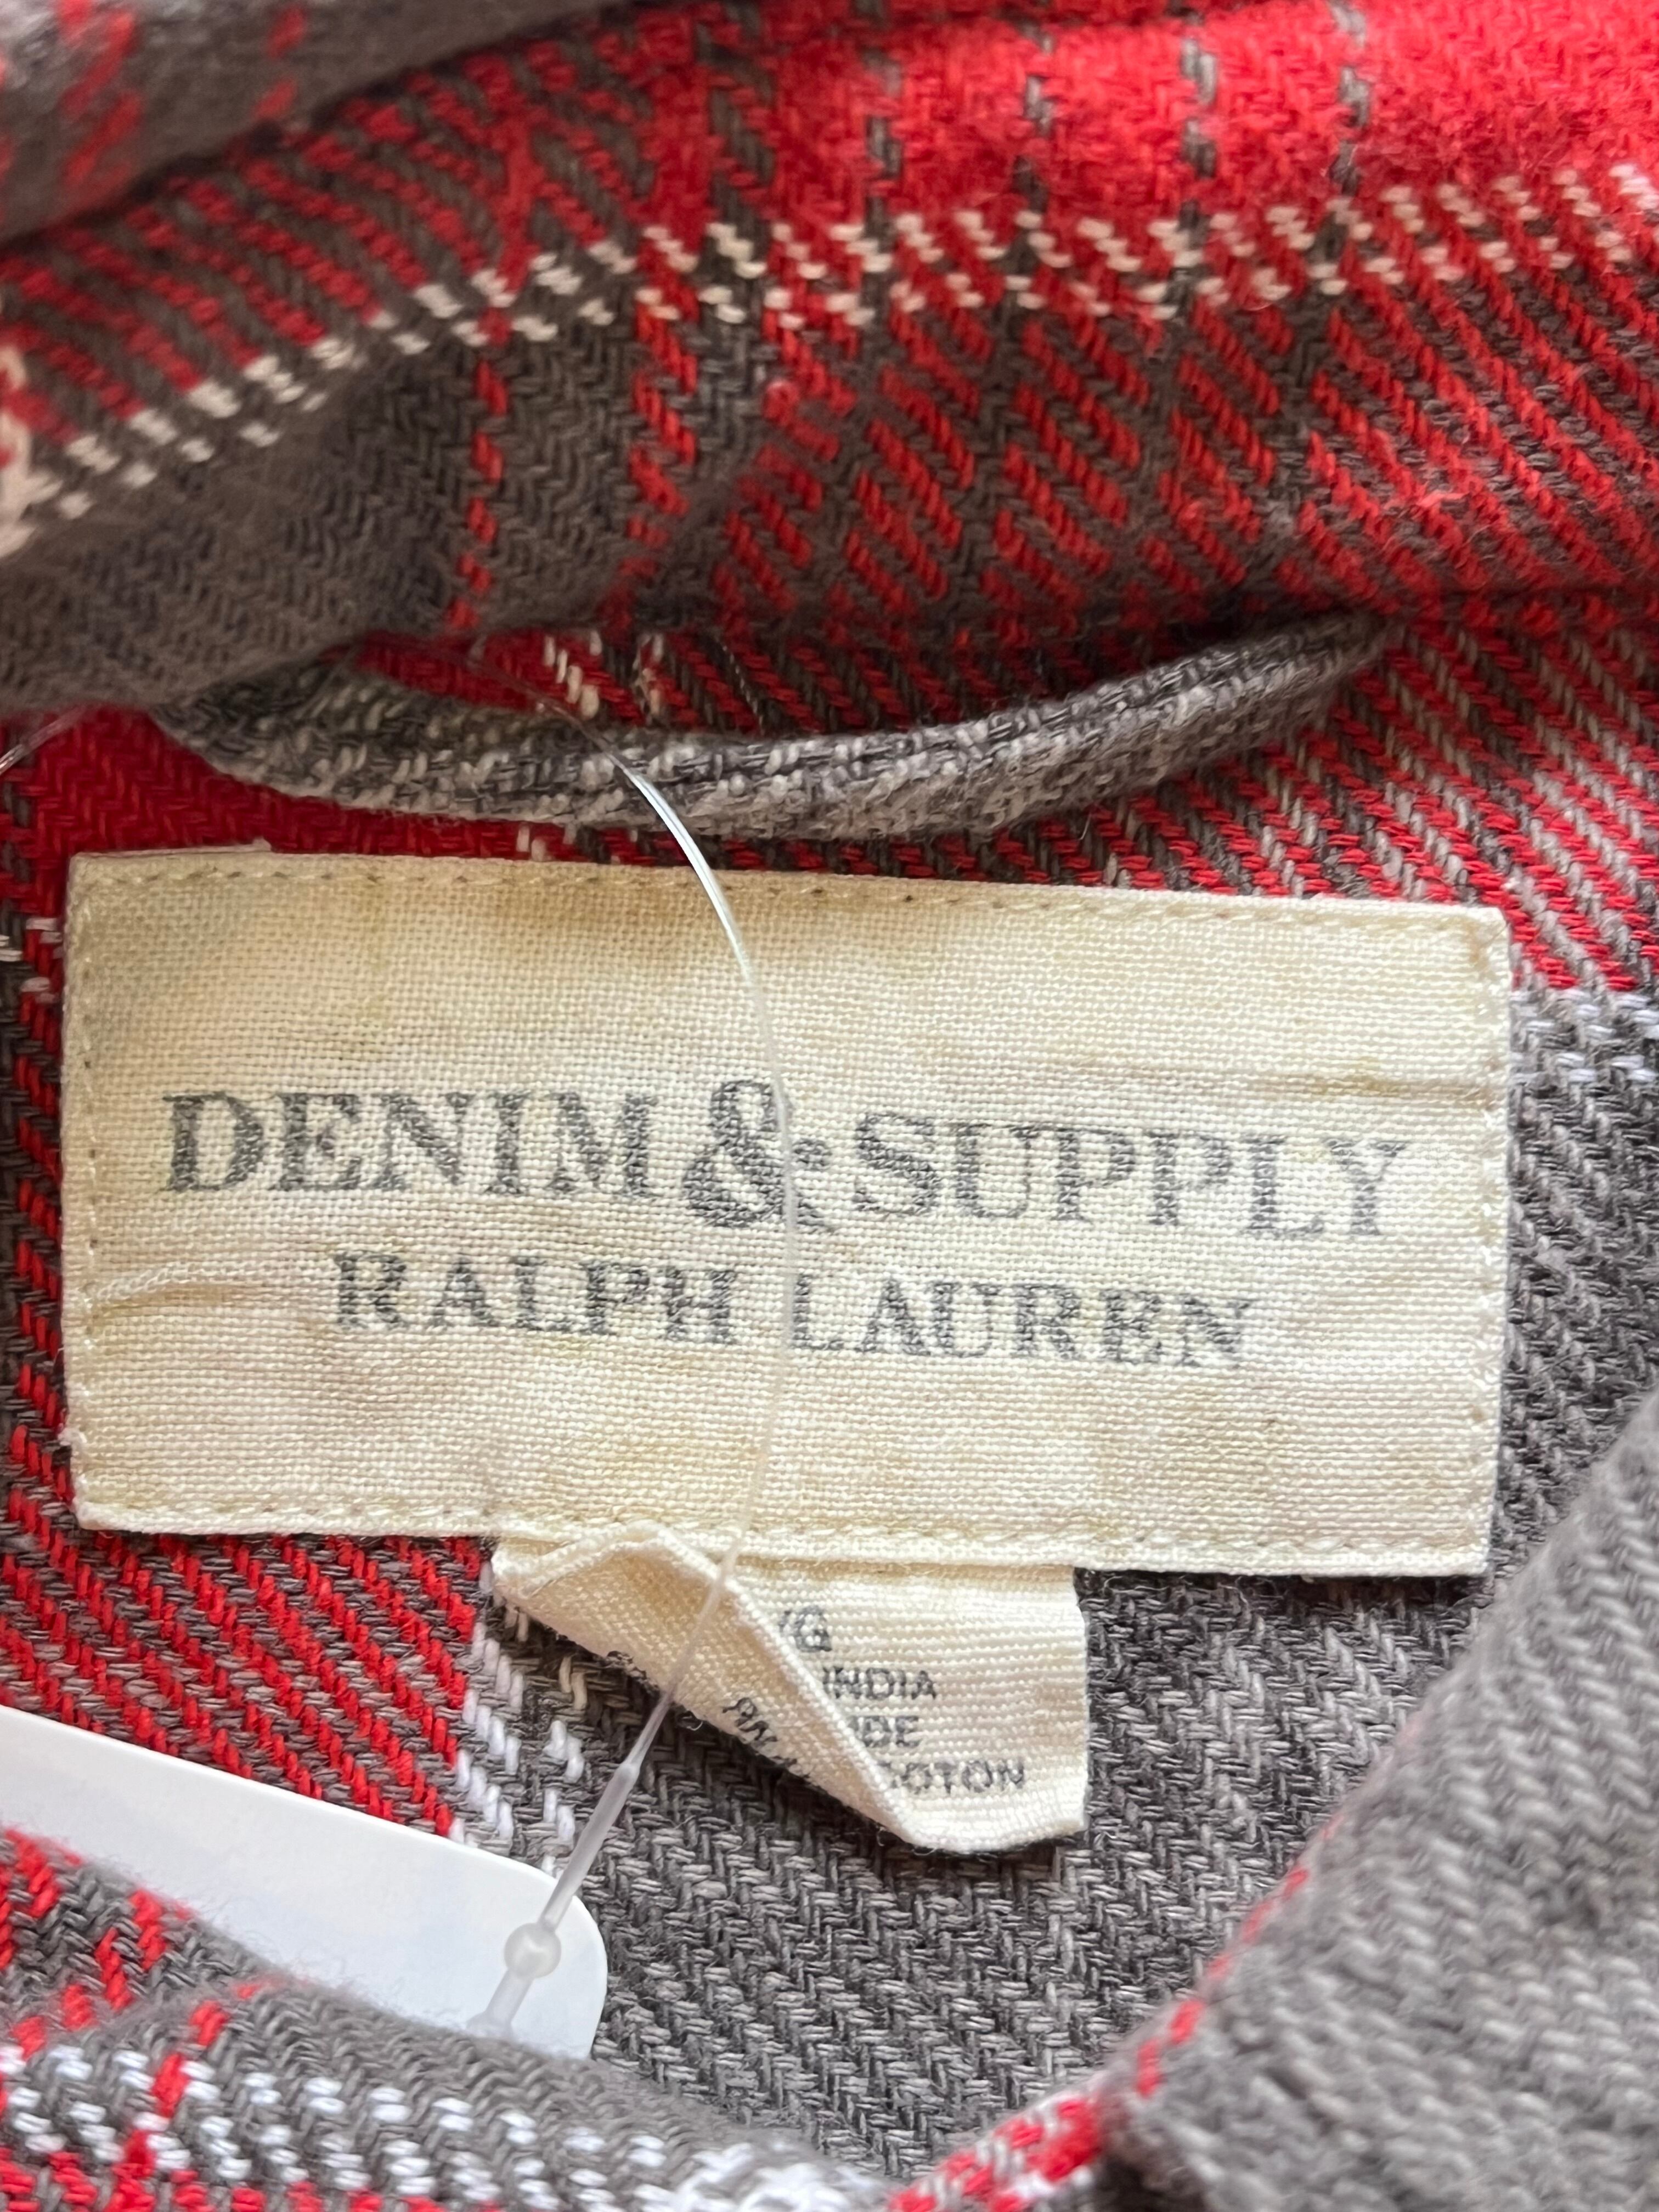 DENIM & SUPPLY
RALPH LAUREN
/G
INDIA
DE
COTON